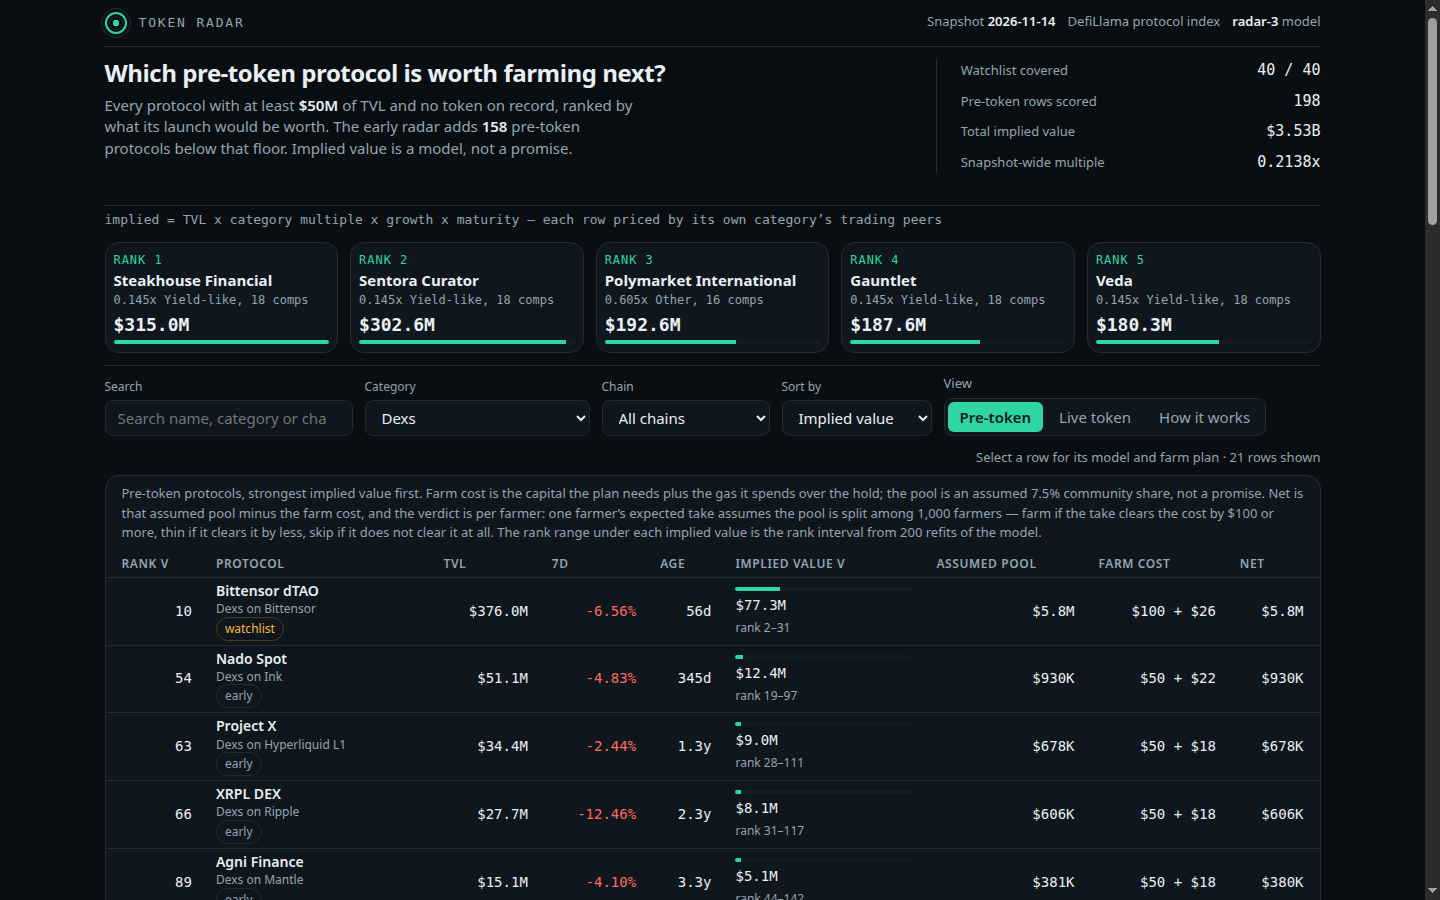 TOKEN RADAR
Snapshot 2026-11-14 DefiLlama protocol index radar-3 model
Which pre-token protocol is worth farming next?
Every protocol with at least $50M of TVL and no token on record, ranked by
what its launch would be worth. The early radar adds 158 pre-token
protocols below that floor. Implied value is a model, not a promise.
Watchlist covered 40 / 40
Pre-token rows scored 198
Total implied value $3.53B
Snapshot-wide multiple 0.2138x
implied = TVL x category multiple x growth x maturity — each row priced by its own category's trading peers
RANK 1
Steakhouse Financial
0.145x Yield-like, 18 comps
$315.0M
RANK 2
Sentora Curator
0.145x Yield-like, 18 comps
$302.6M
RANK 3
Polymarket International
0.605x Other, 16 comps
$192.6M
RANK 4
Gauntlet
0.145x Yield-like, 18 comps
$187.6M
RANK 5
Veda
0.145x Yield-like, 18 comps
$180.3M
Search
Search name, category or cha
Category
Dexs
Chain
All chains
Sort by
Implied value
View
Pre-token Live token How it works
Select a row for its model and farm plan · 21 rows shown
Pre-token protocols, strongest implied value first. Farm cost is the capital the plan needs plus the gas it spends over the hold; the pool is an assumed 7.5% community share, not a promise. Net is
that assumed pool minus the farm cost, and the verdict is per farmer: one farmer's expected take assumes the pool is split among 1,000 farmers — farm if the take clears the cost by $100 or
more, thin if it clears it by less, skip if it does not clear it at all. The rank range under each implied value is the rank interval from 200 refits of the model.
RANK V PROTOCOL TVL 7D AGE IMPLIED VALUE V ASSUMED POOL FARM COST NET
10 Bittensor dTAO $376.0M -6.56% 56d $77.3M $5.8M $100 + $26 $5.8M
Dexs on Bittensor
watchlist
rank 2–31
54 Nado Spot $51.1M -4.83% 345d $12.4M $930K $50 + $22 $930K
Dexs on Ink
early
rank 19–97
63 Project X $34.4M -2.44% 1.3y $9.0M $678K $50 + $18 $678K
Dexs on Hyperliquid L1
early
rank 28–111
66 XRPL DEX $27.7M -12.46% 2.3y $8.1M $606K $50 + $18 $606K
Dexs on Ripple
early
rank 31–117
89 Agni Finance $15.1M -4.10% 3.3y $5.1M $381K $50 + $18 $380K
Dexs on Mantle
early
rank 44–142